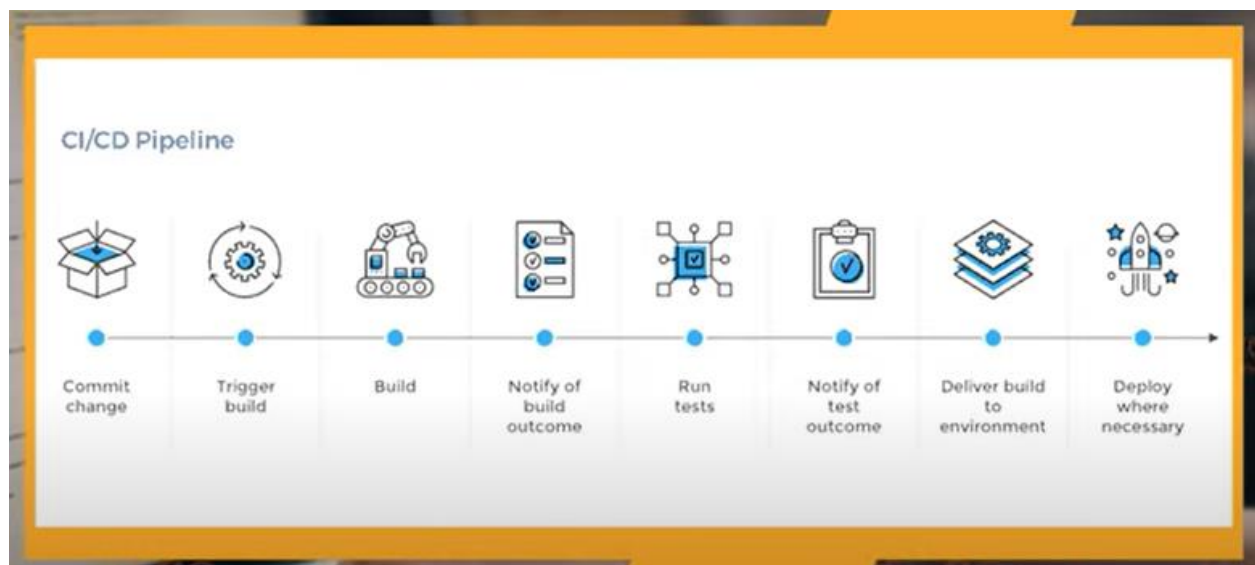 CI/CD Pipeline
Commit
change
Trigger
build
Build
Notify of
build
outcome
Run
tests
Notify of
test
outcome
Deliver build
to
environment
Deploy
where
necessary